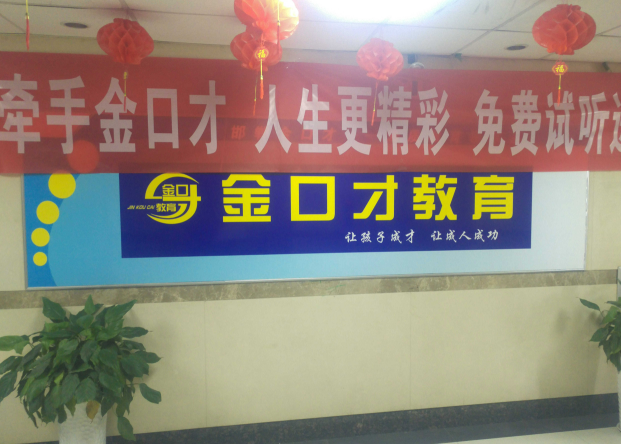 牵手金口才 人生更精彩 免费试听
金口
教育
JIN KOU CAI
金口才教育
让孩子成才 让成人成功
福